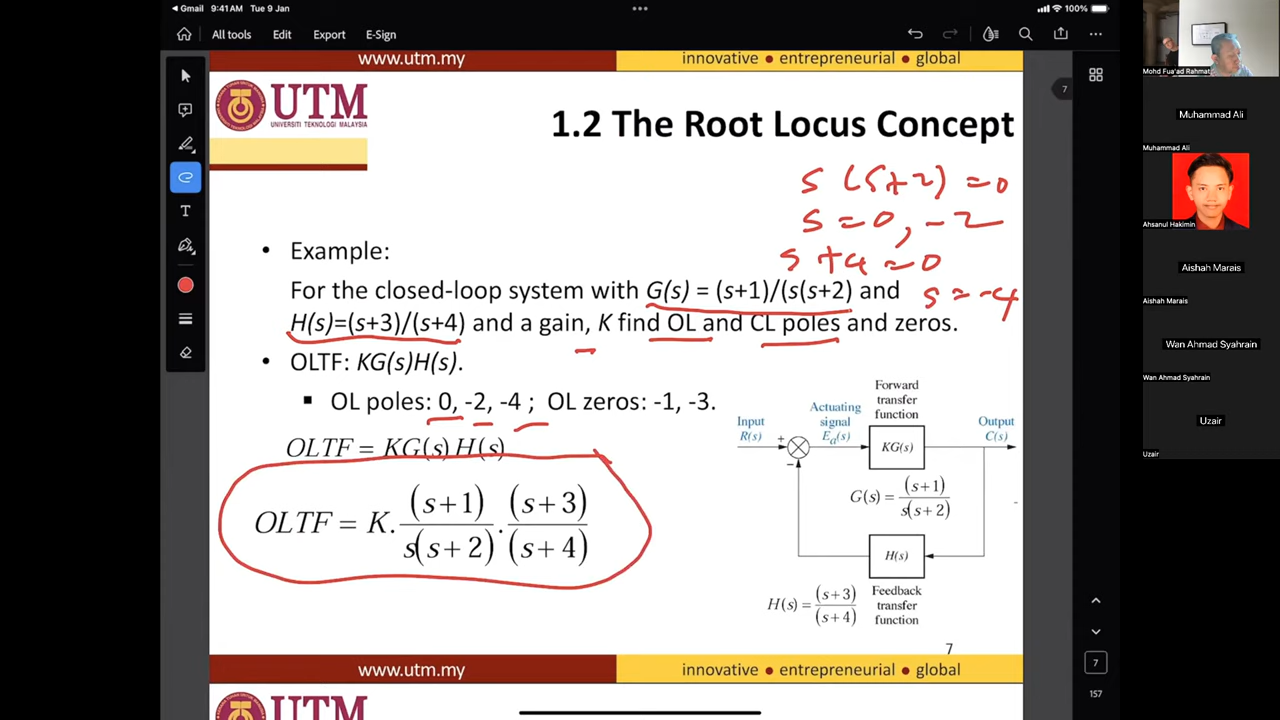 Gmail 9:41 AM Tue 9 Jan 100%
All tools Edit Export E-Sign
www.utm.my innovative • entrepreneurial • global
UTM
UNIVERSITI TEKNOLOGI MALAYSIA
1.2 The Root Locus Concept
s (s+2) =0
s =0, -2
s +4 =0
s = -4
• Example:
For the closed-loop system with G(s) = (s+1)/(s(s+2) and
H(s)=(s+3)/(s+4) and a gain, K find OL and CL poles and zeros.
• OLTF: KG(s)H(s).
▪ OL poles: 0, -2, -4 ; OL zeros: -1, -3.
OLTF = KG(s) H(s)
OLTF = K. (s+1)/s(s+2) . (s+3)/(s+4)
Forward
transfer
function
Input
R(s)
Actuating
signal
Ea(s)
Output
C(s)
+
−
KG(s)
G(s) = (s+1)/s(s+2)
H(s)
H(s) = (s+3)/(s+4)
Feedback
transfer
function
7
www.utm.my innovative • entrepreneurial • global
UTM
7
7
157
Mohd Fua'ad Rahmat
Muhammad Ali
Muhammad Ali
Ahsanul Hakimin
Aishah Marais
Aishah Marais
Wan Ahmad Syahrain
Wan Ahmad Syahrain
Uzair
Uzair